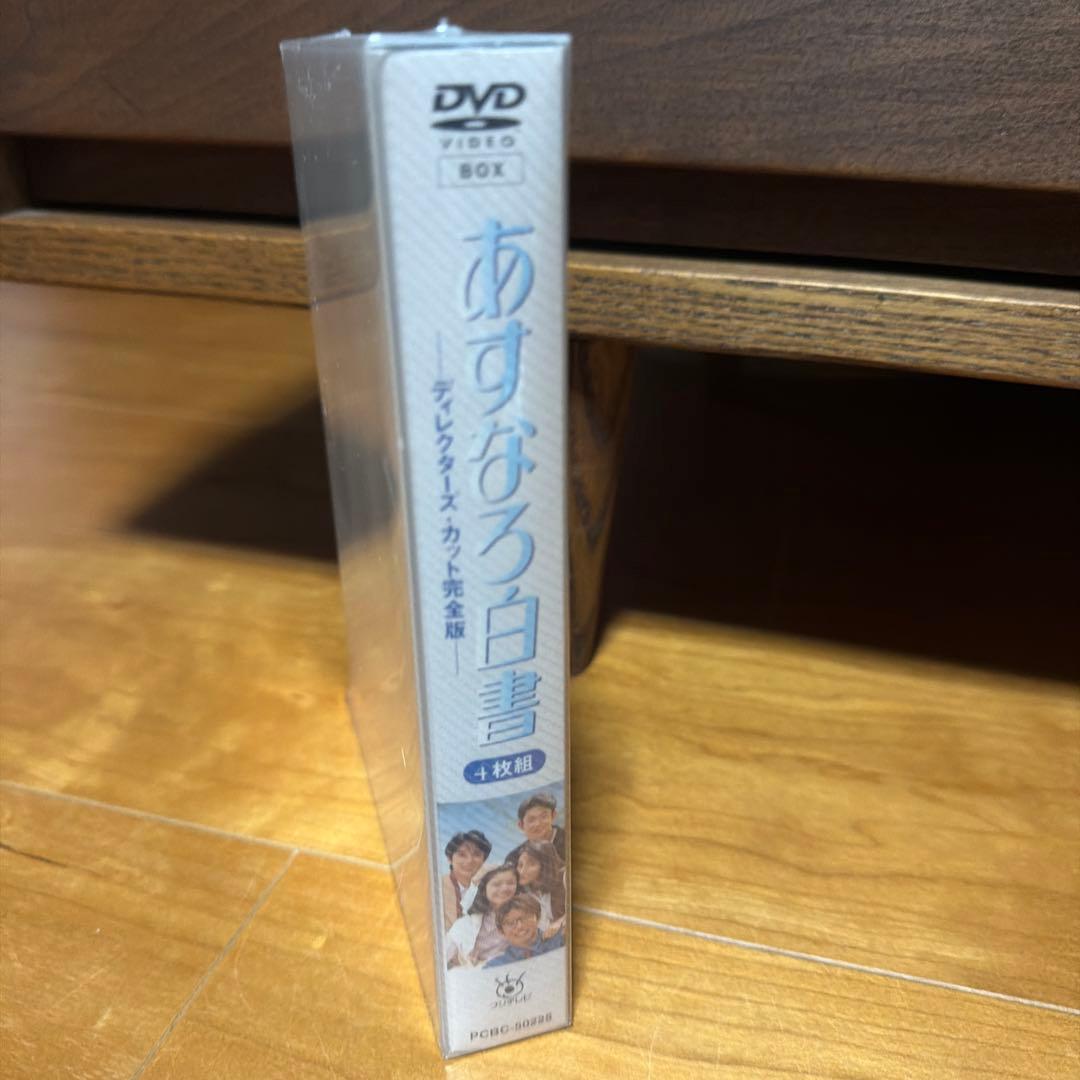 DVD
VIDEO
BOX
あすなろ白書
ディレクターズ・カット完全版
4枚組
フジテレビ
PCBC-50225